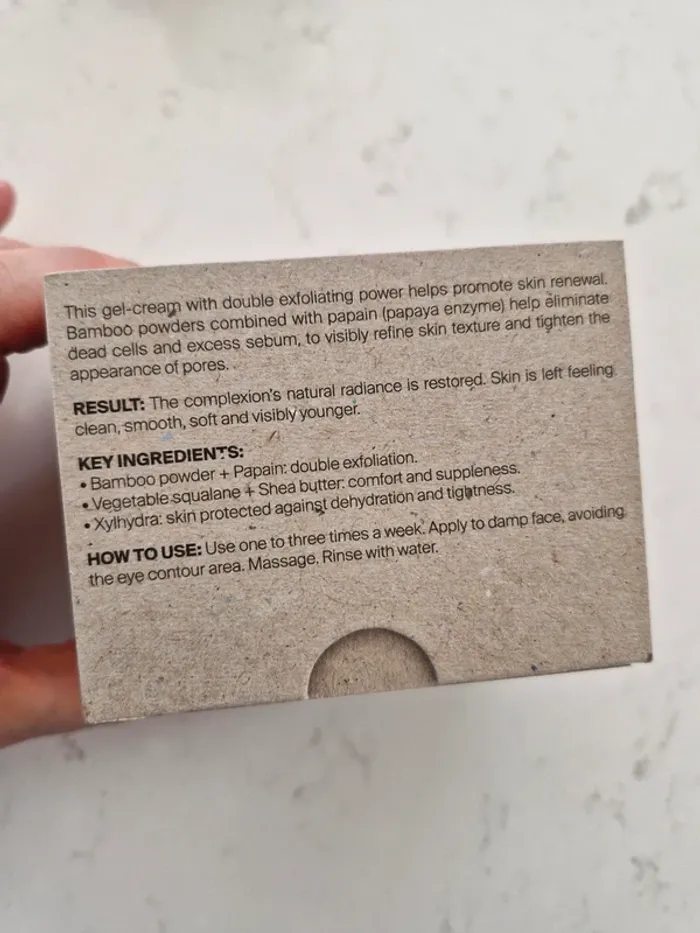 This gel-cream with double exfoliating power helps promote skin renewal.
Bamboo powders combined with papain (papaya enzyme) help eliminate
dead cells and excess sebum, to visibly refine skin texture and tighten the
appearance of pores.
RESULT: The complexion's natural radiance is restored. Skin is left feeling
clean, smooth, soft and visibly younger.
KEY INGREDIENTS:
• Bamboo powder + Papain: double exfoliation.
• Vegetable squalane + Shea butter: comfort and suppleness.
• Xylhydra: skin protected against dehydration and tightness.
HOW TO USE: Use one to three times a week. Apply to damp face, avoiding
the eye contour area. Massage. Rinse with water.